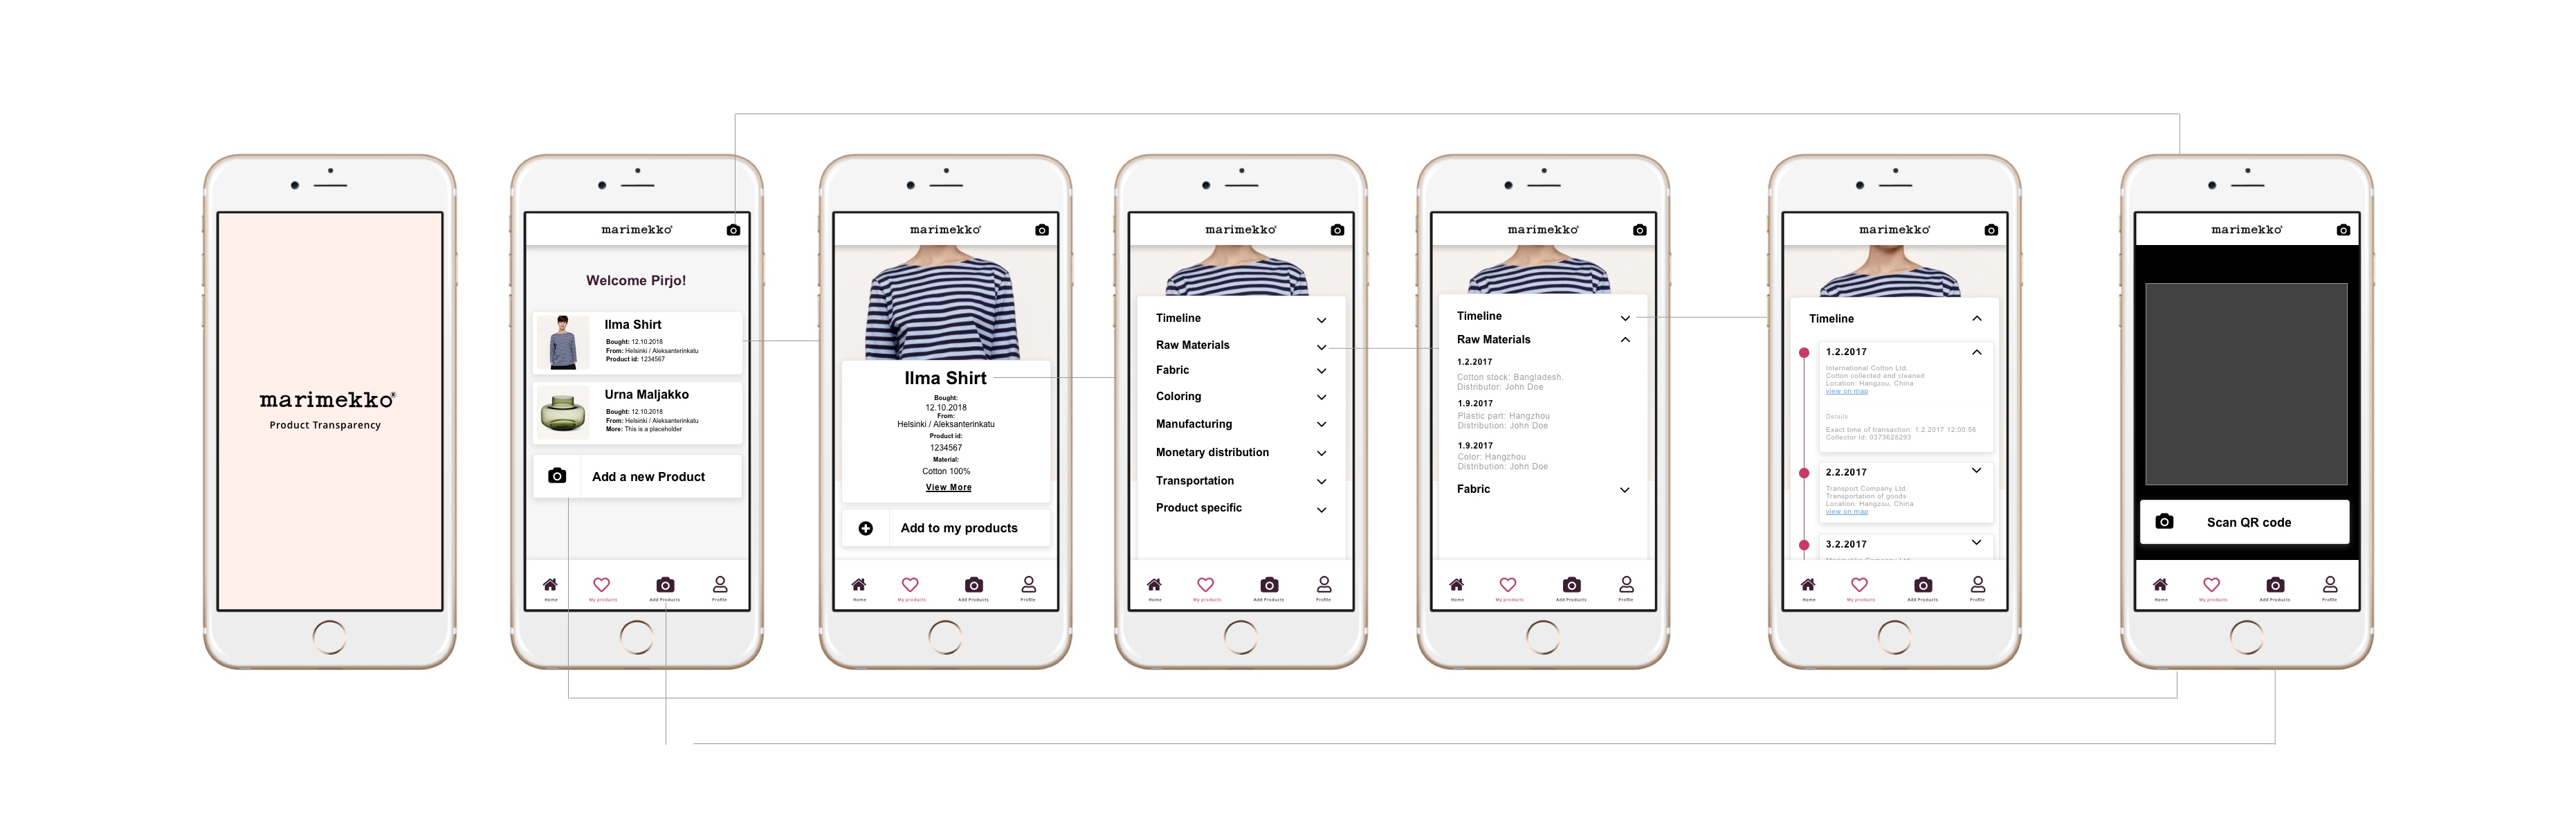 marimekko®
Product Transparency
marimekko®
Welcome Pirjo!
Ilma Shirt
Bought: 12.10.2018
From: Helsinki / Aleksanterinkatu
Product id: 1234567
Urna Maljakko
Bought: 12.10.2018
From: Helsinki / Aleksanterinkatu
More: This is a placeholder
Add a new Product
Home
My products
Add Products
Profile
marimekko®
Ilma Shirt
Bought:
12.10.2018
From:
Helsinki / Aleksanterinkatu
Product id:
1234567
Material:
Cotton 100%
View More
Add to my products
Home
My products
Add Products
Profile
marimekko®
Timeline
Raw Materials
Fabric
Coloring
Manufacturing
Monetary distribution
Transportation
Product specific
Home
My products
Add Products
Profile
marimekko®
Timeline
Raw Materials
1.2.2017
Cotton stock: Bangladesh.
Distributor: John Doe
1.9.2017
Plastic part: Hangzhou
Distribution: John Doe
1.9.2017
Color: Hangzhou
Distribution: John Doe
Fabric
Home
My products
Add Products
Profile
marimekko®
Timeline
1.2.2017
International Cotton Ltd.
Cotton collected and cleaned
Location: Hangzou, China
view on map
Details
Exact time of transaction: 1.2.2017 12:00:56
Collector Id: 0373628293
2.2.2017
Transport Company Ltd.
Transportation of goods
Location: Hangzou, China
view on map
3.2.2017
Home
My products
Add Products
Profile
marimekko®
Scan QR code
Home
My products
Add Products
Profile